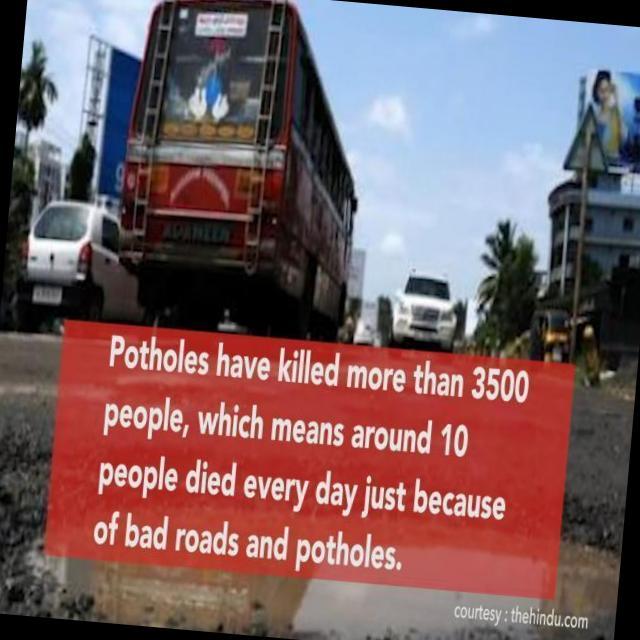 Potholes have killed more than 3500
people, which means around 10
people died every day just because
of bad roads and potholes.
courtesy : thehindu.com